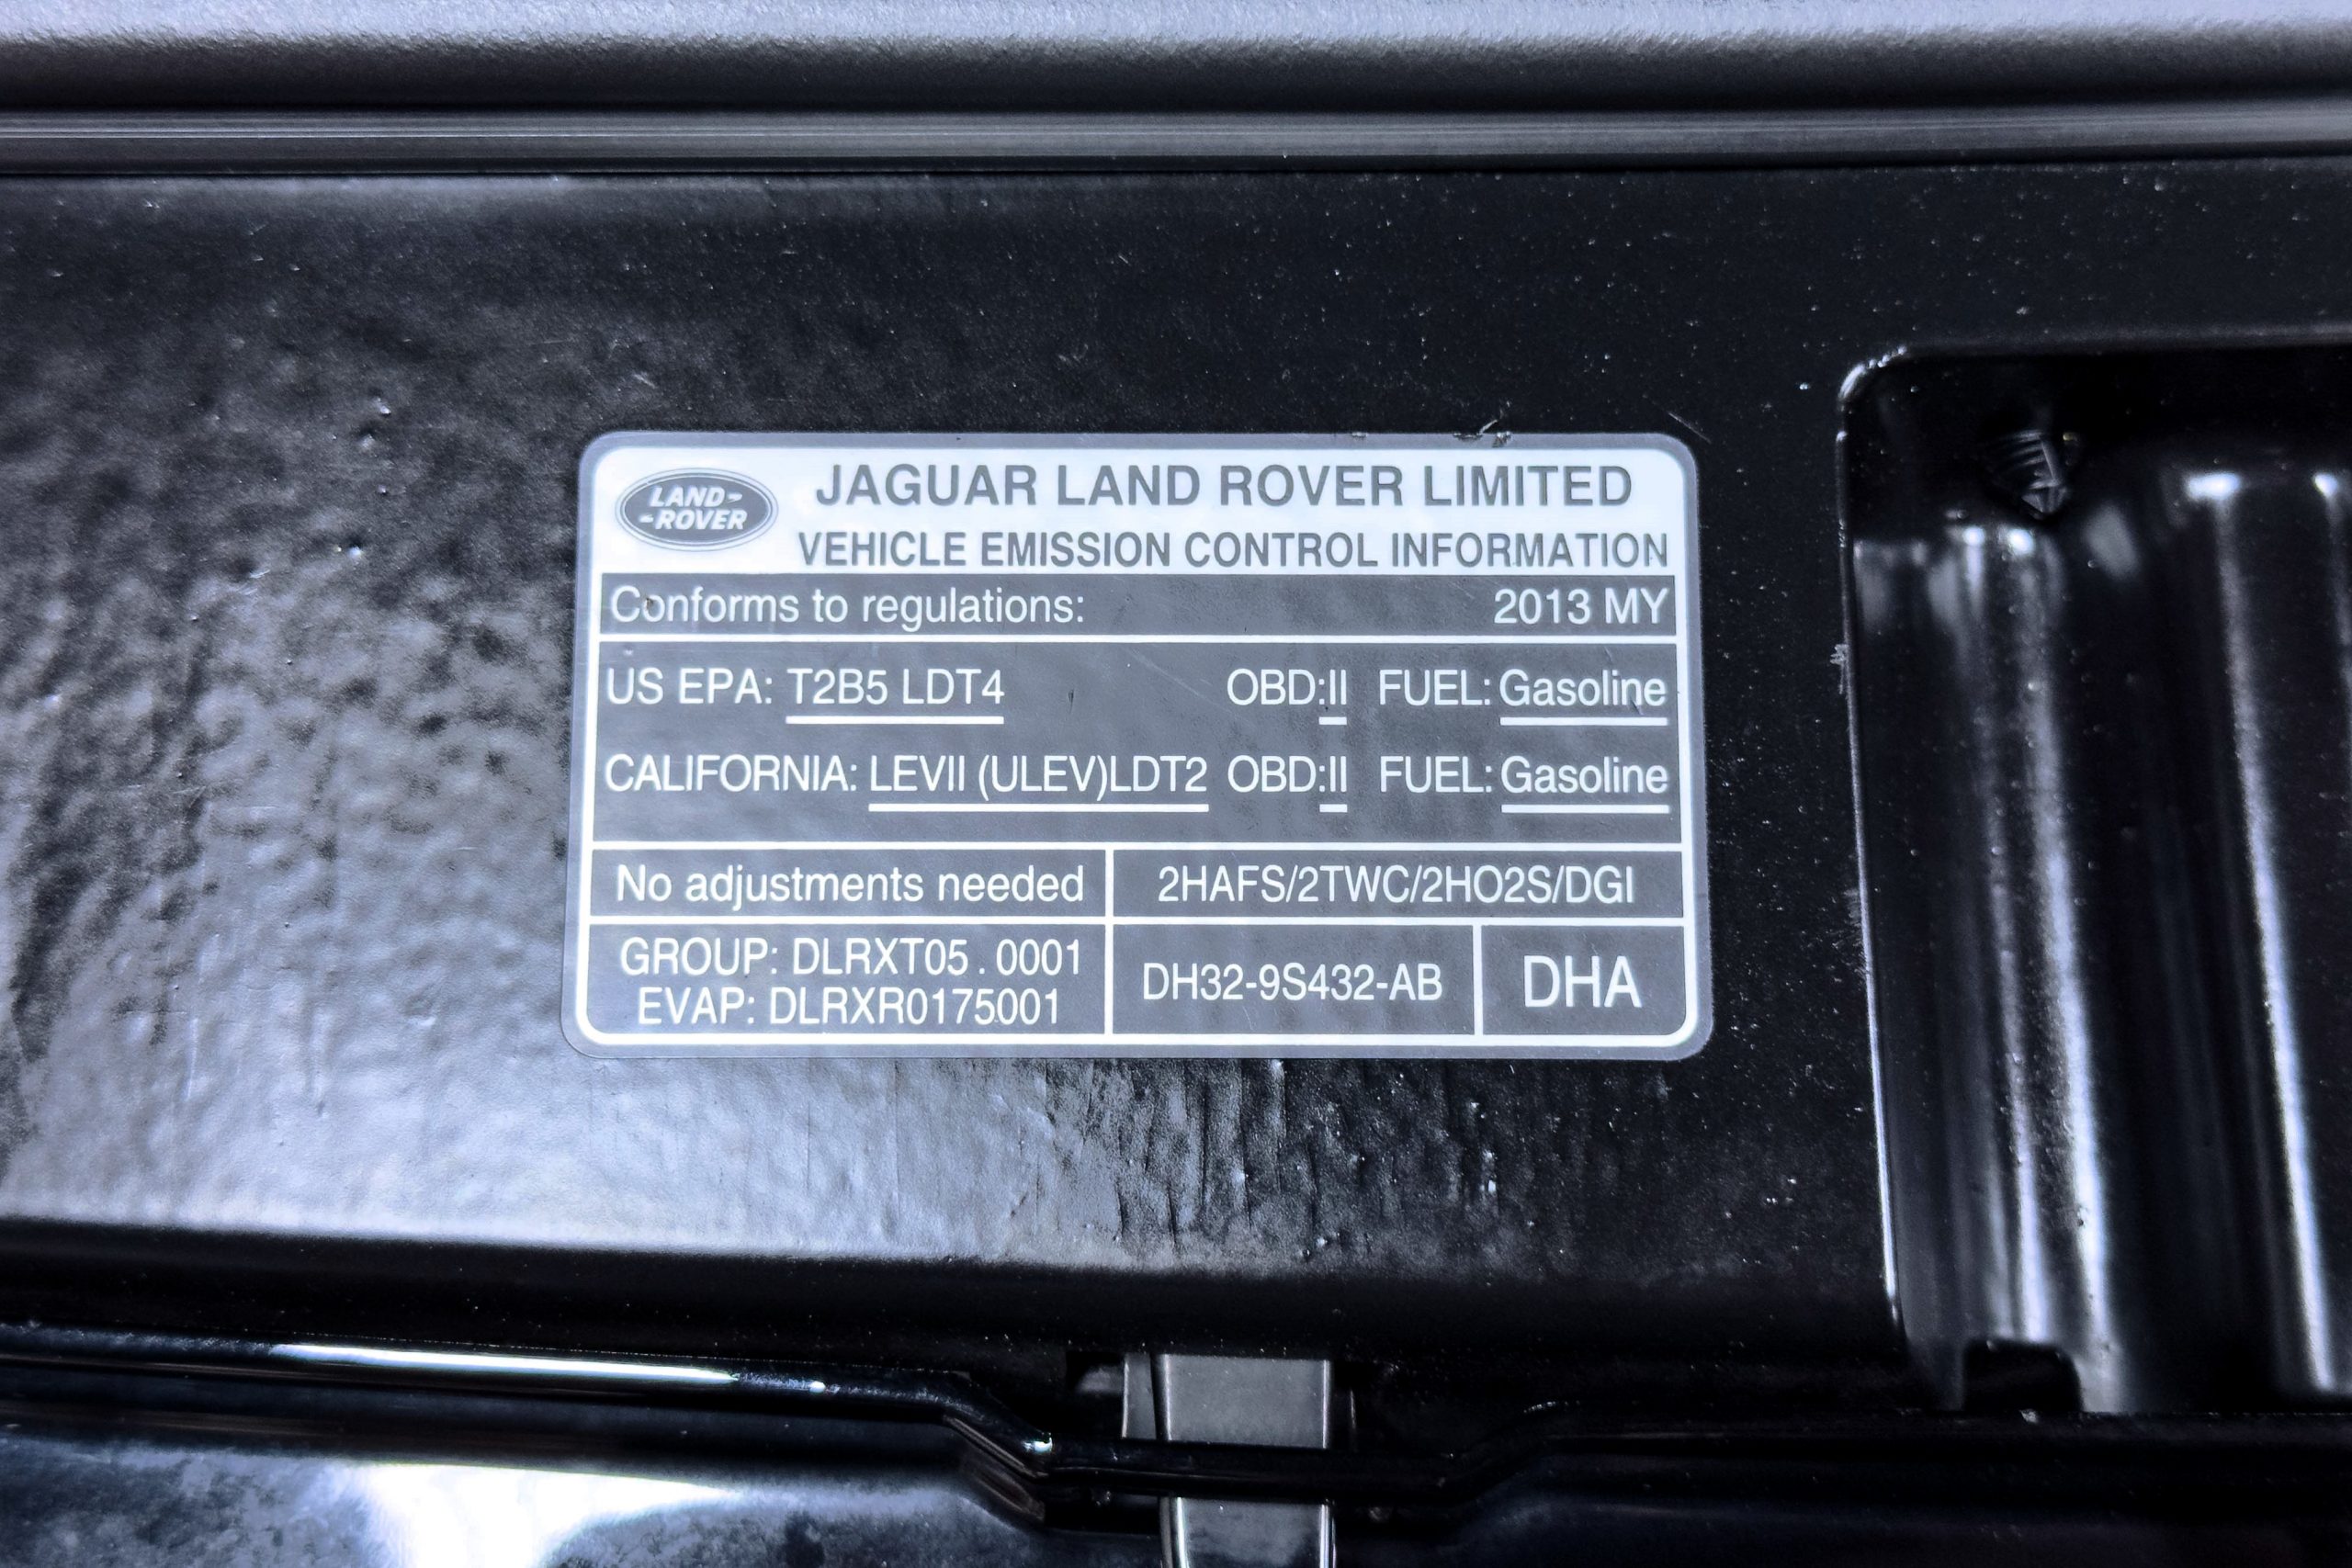 LAND-
-ROVER
JAGUAR LAND ROVER LIMITED
VEHICLE EMISSION CONTROL INFORMATION
Conforms to regulations: 2013 MY
US EPA: T2B5 LDT4 OBD:II FUEL: Gasoline
CALIFORNIA: LEVII (ULEV)LDT2 OBD:II FUEL: Gasoline
No adjustments needed 2HAFS/2TWC/2HO2S/DGI
GROUP: DLRXT05.0001
EVAP: DLRXR0175001
DH32-9S432-AB
DHA